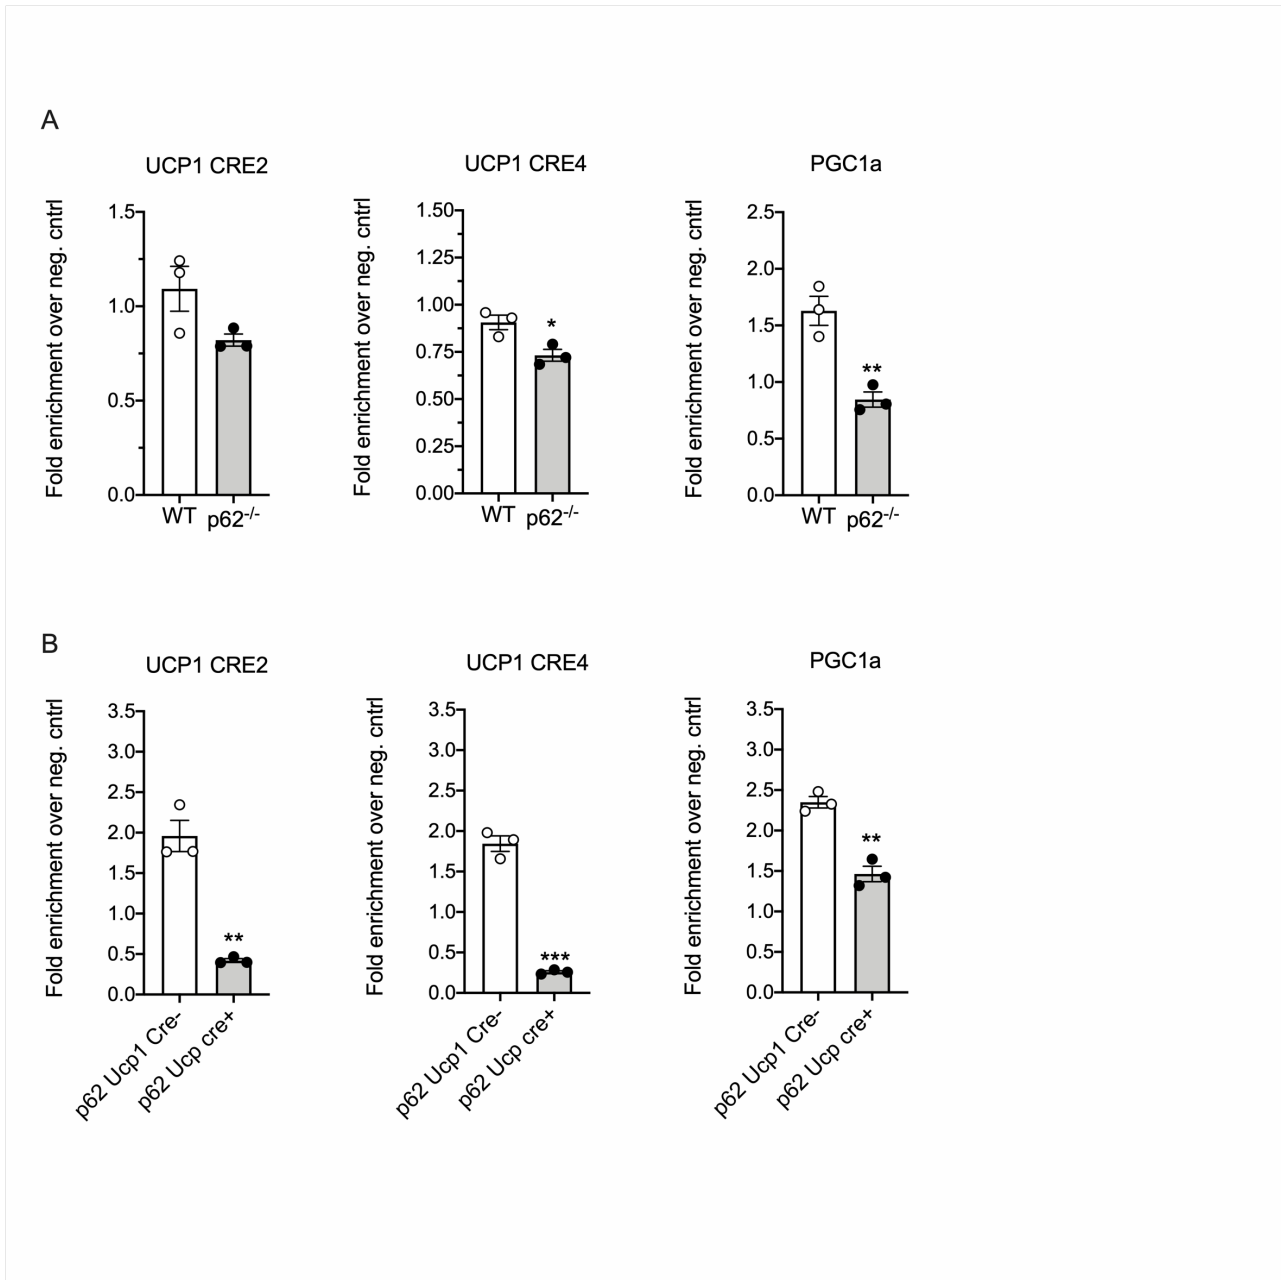 A
UCP1 CRE2
Fold enrichment over neg. cntrl
1.5
1.0
0.5
0.0
WT
p62-/-
UCP1 CRE4
Fold enrichment over neg. cntrl
1.50
1.25
1.00
0.75
0.50
0.25
0.00
*
WT
p62-/-
PGC1a
Fold enrichment over neg. cntrl
2.5
2.0
1.5
1.0
0.5
0.0
**
WT
p62-/-
B
UCP1 CRE2
Fold enrichment over neg. cntrl
3.5
3.0
2.5
2.0
1.5
1.0
0.5
0.0
**
p62 Ucp1 Cre-
p62 Ucp cre+
UCP1 CRE4
Fold enrichment over neg. cntrl
3.5
3.0
2.5
2.0
1.5
1.0
0.5
0.0
***
p62 Ucp1 Cre-
p62 Ucp cre+
PGC1a
Fold enrichment over neg. cntrl
3.5
3.0
2.5
2.0
1.5
1.0
0.5
0.0
**
p62 Ucp1 Cre-
p62 Ucp cre+